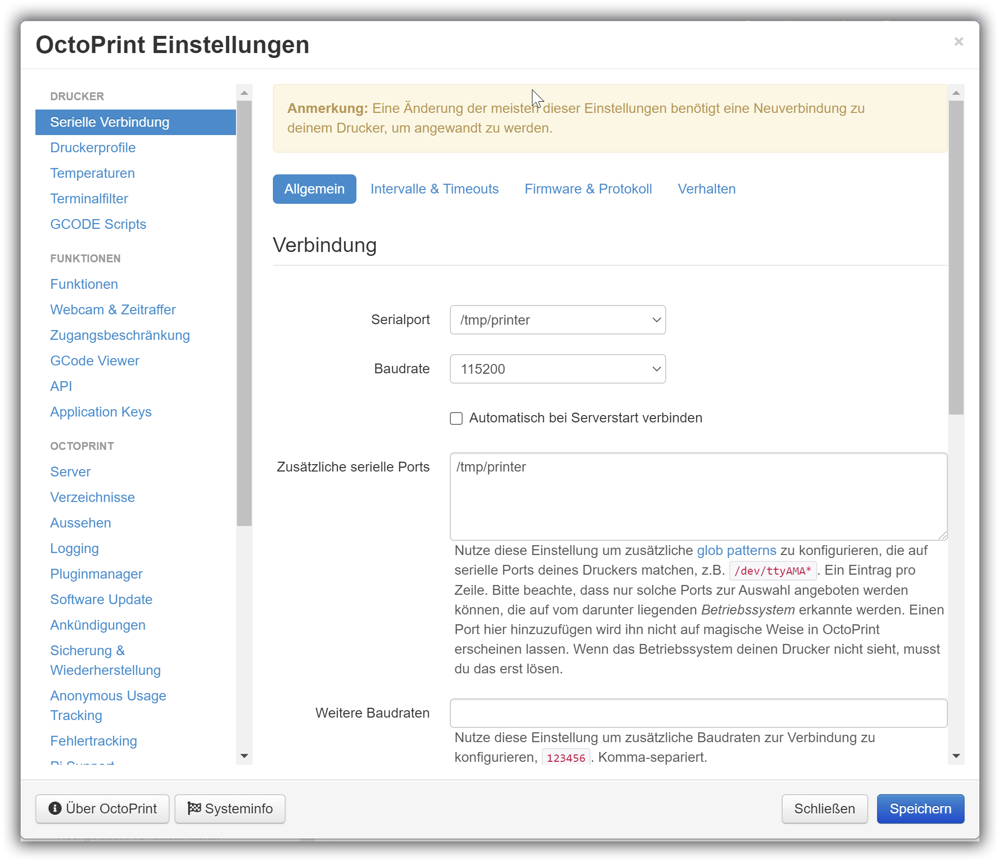 OctoPrint Einstellungen
×
DRUCKER
Serielle Verbindung
Druckerprofile
Temperaturen
Terminalfilter
GCODE Scripts
FUNKTIONEN
Funktionen
Webcam & Zeitraffer
Zugangsbeschränkung
GCode Viewer
API
Application Keys
OCTOPRINT
Server
Verzeichnisse
Aussehen
Logging
Pluginmanager
Software Update
Ankündigungen
Sicherung &
Wiederherstellung
Anonymous Usage
Tracking
Fehlertracking
Pi Support
Anmerkung: Eine Änderung der meisten dieser Einstellungen benötigt eine Neuverbindung zu
deinem Drucker, um angewandt zu werden.
Allgemein Intervalle & Timeouts Firmware & Protokoll Verhalten
Verbindung
Serialport /tmp/printer
Baudrate 115200
Automatisch bei Serverstart verbinden
Zusätzliche serielle Ports /tmp/printer
Nutze diese Einstellung um zusätzliche glob patterns zu konfigurieren, die auf
serielle Ports deines Druckers matchen, z.B. /dev/ttyAMA*. Ein Eintrag pro
Zeile. Bitte beachte, dass nur solche Ports zur Auswahl angeboten werden
können, die auf vom darunter liegenden Betriebssystem erkannte werden. Einen
Port hier hinzuzufügen wird ihn nicht auf magische Weise in OctoPrint
erscheinen lassen. Wenn das Betriebssystem deinen Drucker nicht sieht, musst
du das erst lösen.
Weitere Baudraten
Nutze diese Einstellung um zusätzliche Baudraten zur Verbindung zu
konfigurieren, 123456. Komma-separiert.
Über OctoPrint Systeminfo Schließen Speichern